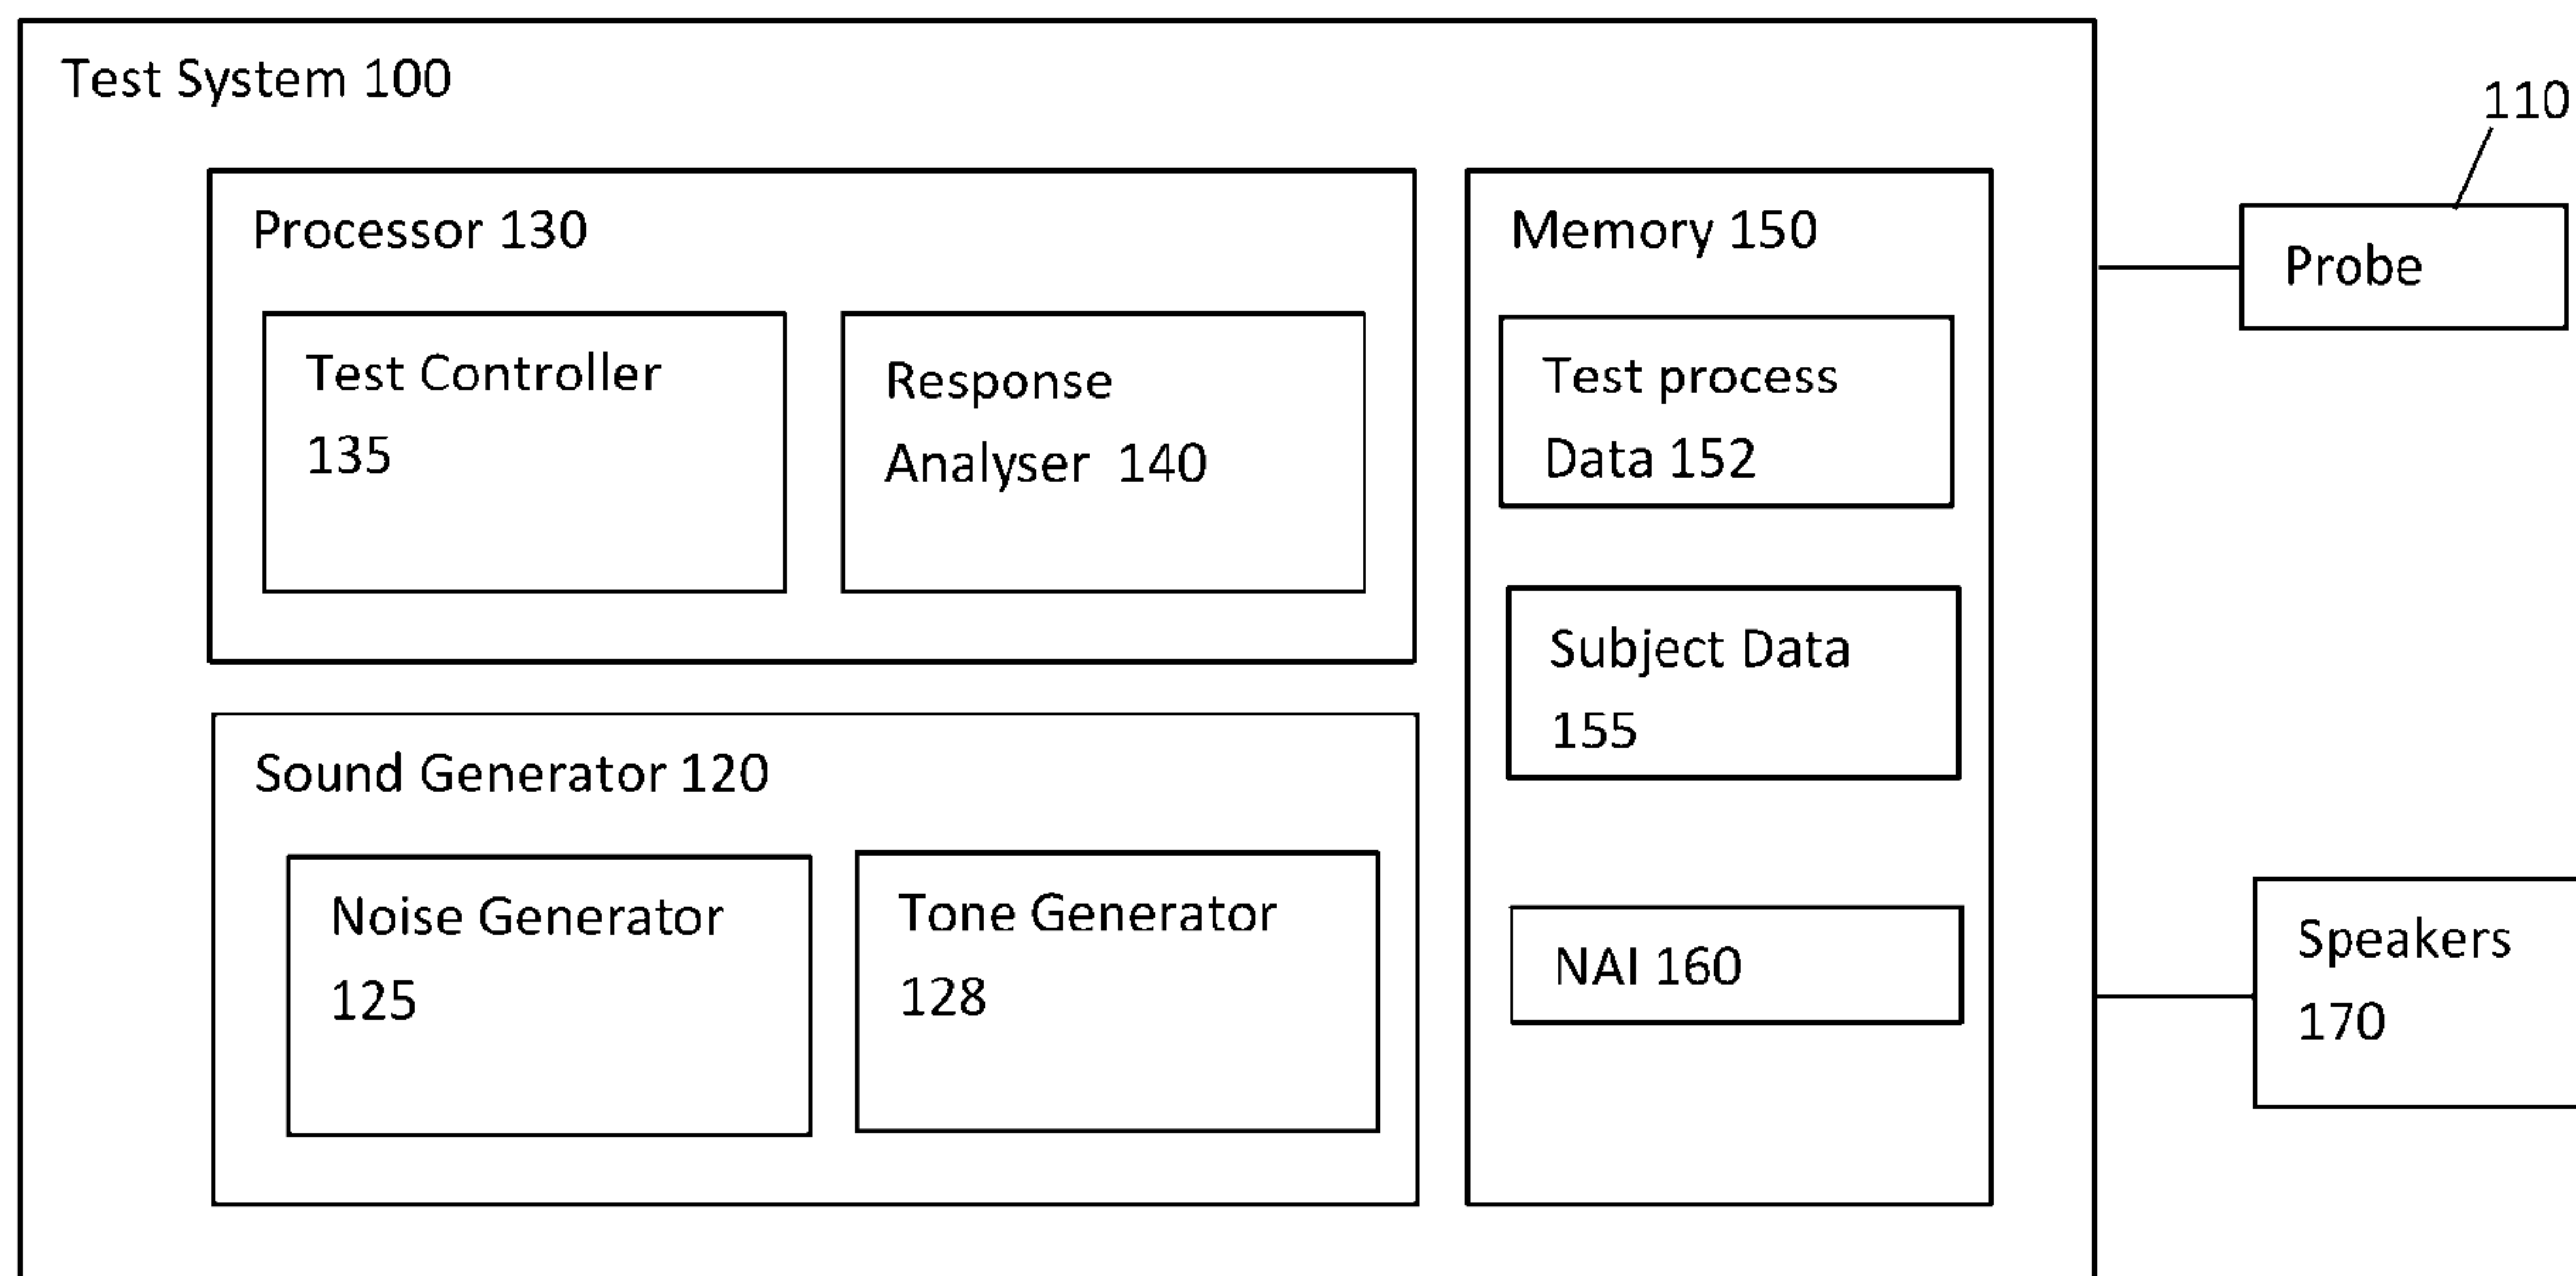 Test System 100
110
Processor 130
Memory 150
Probe
Test Controller
135
Response
Analyser 140
Test process
Data 152
Subject Data
155
Sound Generator 120
Noise Generator
125
Tone Generator
128
NAI 160
Speakers
170